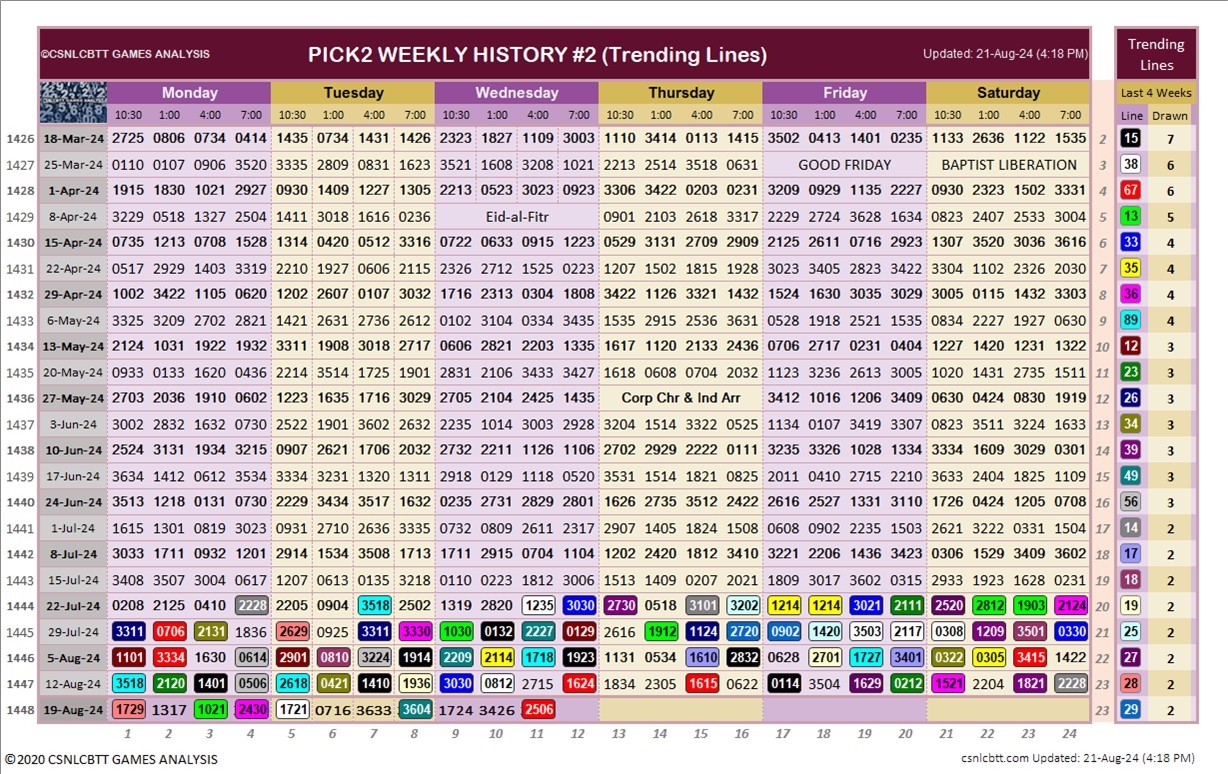 ©CSNLCBTT GAMES ANALYSIS PICK2 WEEKLY HISTORY #2 (Trending Lines) Updated: 21-Aug-24 (4:18 PM) Trending Lines
Monday Tuesday Wednesday Thursday Friday Saturday Last 4 Weeks
10:30 1:00 4:00 7:00 10:30 1:00 4:00 7:00 10:30 1:00 4:00 7:00 10:30 1:00 4:00 7:00 10:30 1:00 4:00 7:00 10:30 1:00 4:00 7:00 Line Drawn
1426 18-Mar-24 2725 0806 0734 0414 1435 0734 1431 1426 2323 1827 1109 3003 1110 3414 0113 1415 3502 0413 1401 0235 1133 2636 1122 1535 2 15 7
1427 25-Mar-24 0110 0107 0906 3520 3335 2809 0831 1623 3521 1608 3208 1021 2213 2514 3518 0631 GOOD FRIDAY BAPTIST LIBERATION 3 38 6
1428 1-Apr-24 1915 1830 1021 2927 0930 1409 1227 1305 2213 0523 3023 0923 3306 3422 0203 0231 3209 0929 1135 2227 0930 2323 1502 3331 4 67 6
1429 8-Apr-24 3229 0518 1327 2504 1411 3018 1616 0236 Eid-al-Fitr 0901 2103 2618 3317 2229 2724 3628 1634 0823 2407 2533 3004 5 13 5
1430 15-Apr-24 0735 1213 0708 1528 1314 0420 0512 3316 0722 0633 0915 1223 0529 3131 2709 2909 2125 2611 0716 2923 1307 3520 3036 3616 6 33 4
1431 22-Apr-24 0517 2929 1403 3319 2210 1927 0606 2115 2326 2712 1525 0223 1207 1502 1815 1928 3023 3405 2823 3422 3304 1102 2326 2030 7 35 4
1432 29-Apr-24 1002 3422 1105 0620 1202 2607 0107 3033 1716 2313 0304 1808 3422 1126 3321 1432 1524 1630 3335 3029 3005 0115 1432 3303 8 36 4
1433 6-May-24 3325 3209 2702 2821 1421 2631 2736 2612 0102 3104 0334 3435 1535 2915 2536 3631 0528 1918 2521 1535 0834 2227 1927 0630 9 89 4
1434 13-May-24 2124 1031 1922 1932 3311 1908 3018 2717 0606 2821 2203 1335 1617 1120 2133 2436 0706 2717 0231 0404 1227 1420 1231 1322 10 12 3
1435 20-May-24 0933 0133 1620 0436 2214 3514 1725 1901 2831 2106 3433 3427 1618 0608 0704 2032 1123 3236 2613 3005 1020 1431 2735 1511 11 23 3
1436 27-May-24 2703 2036 1910 0602 1223 1635 1716 3029 2705 2104 2425 1435 Corp Chr & Ind Arr 3412 1016 1206 3409 0630 0424 0830 1919 12 26 3
1437 3-Jun-24 3002 2832 1632 0730 2522 1901 3602 2632 2235 1014 3003 2928 3204 1514 3322 0525 1134 0107 3419 3307 0823 3511 3224 1633 13 34 3
1438 10-Jun-24 2524 3131 1934 3215 0907 2621 1706 2032 2732 2211 1126 1106 2702 2929 2222 0111 3235 3326 1028 1334 3334 1609 3029 0301 14 39 3
1439 17-Jun-24 3634 1412 0612 3534 3334 3231 1320 1311 2918 0129 1118 0520 3531 1514 1821 0825 2011 0410 2715 2210 3633 2404 1825 1109 15 49 3
1440 24-Jun-24 3513 1218 0131 0730 2229 3434 3517 1632 0235 2731 2829 2801 1626 2735 3512 2422 2616 2527 1331 3110 1726 0424 1205 0708 16 56 3
1441 1-Jul-24 1615 1301 0819 3023 0931 2710 2636 3335 0732 0809 2611 2317 2907 1405 1824 1508 0608 0902 2235 1503 2621 3222 0331 1504 17 14 2
1442 8-Jul-24 3033 1711 0932 1201 2914 1534 3508 1713 1711 2915 0704 1104 1202 2420 1812 3410 3221 2206 1436 3423 0306 1529 3409 3602 18 17 2
1443 15-Jul-24 3408 3507 3004 0617 1207 0613 0135 3218 0110 0223 1812 3006 1513 1409 0207 2021 1809 3017 3602 0315 2933 1923 1628 0231 19 18 2
1444 22-Jul-24 0208 2125 0410 2228 2205 0904 3518 2502 1319 2820 1235 3030 2730 0518 3101 3202 1214 1214 3021 2111 2520 2812 1903 2124 20 19 2
1445 29-Jul-24 3311 0706 2131 1836 2629 0925 3311 3330 1030 0132 2227 0129 2616 1912 1124 2720 0902 1420 3503 2117 0308 1209 3501 0330 21 25 2
1446 5-Aug-24 1101 3334 1630 0614 2901 0810 3224 1914 2209 2114 1718 1923 1131 0534 1610 2832 0628 2701 1727 3401 0322 0305 3415 1422 22 27 2
1447 12-Aug-24 3518 2120 1401 0506 2618 0421 1410 1936 3030 0812 2715 1624 1834 2305 1615 0622 0114 3504 1629 0212 1521 2204 1821 2228 23 28 2
1448 19-Aug-24 1729 1317 1021 2430 1721 0716 3633 3604 1724 3426 2506 23 29 2
1 2 3 4 5 6 7 8 9 10 11 12 13 14 15 16 17 18 19 20 21 22 23 24
©2020 CSNLCBTT GAMES ANALYSIS csnlcbtt.com Updated: 21-Aug-24 (4:18 PM)